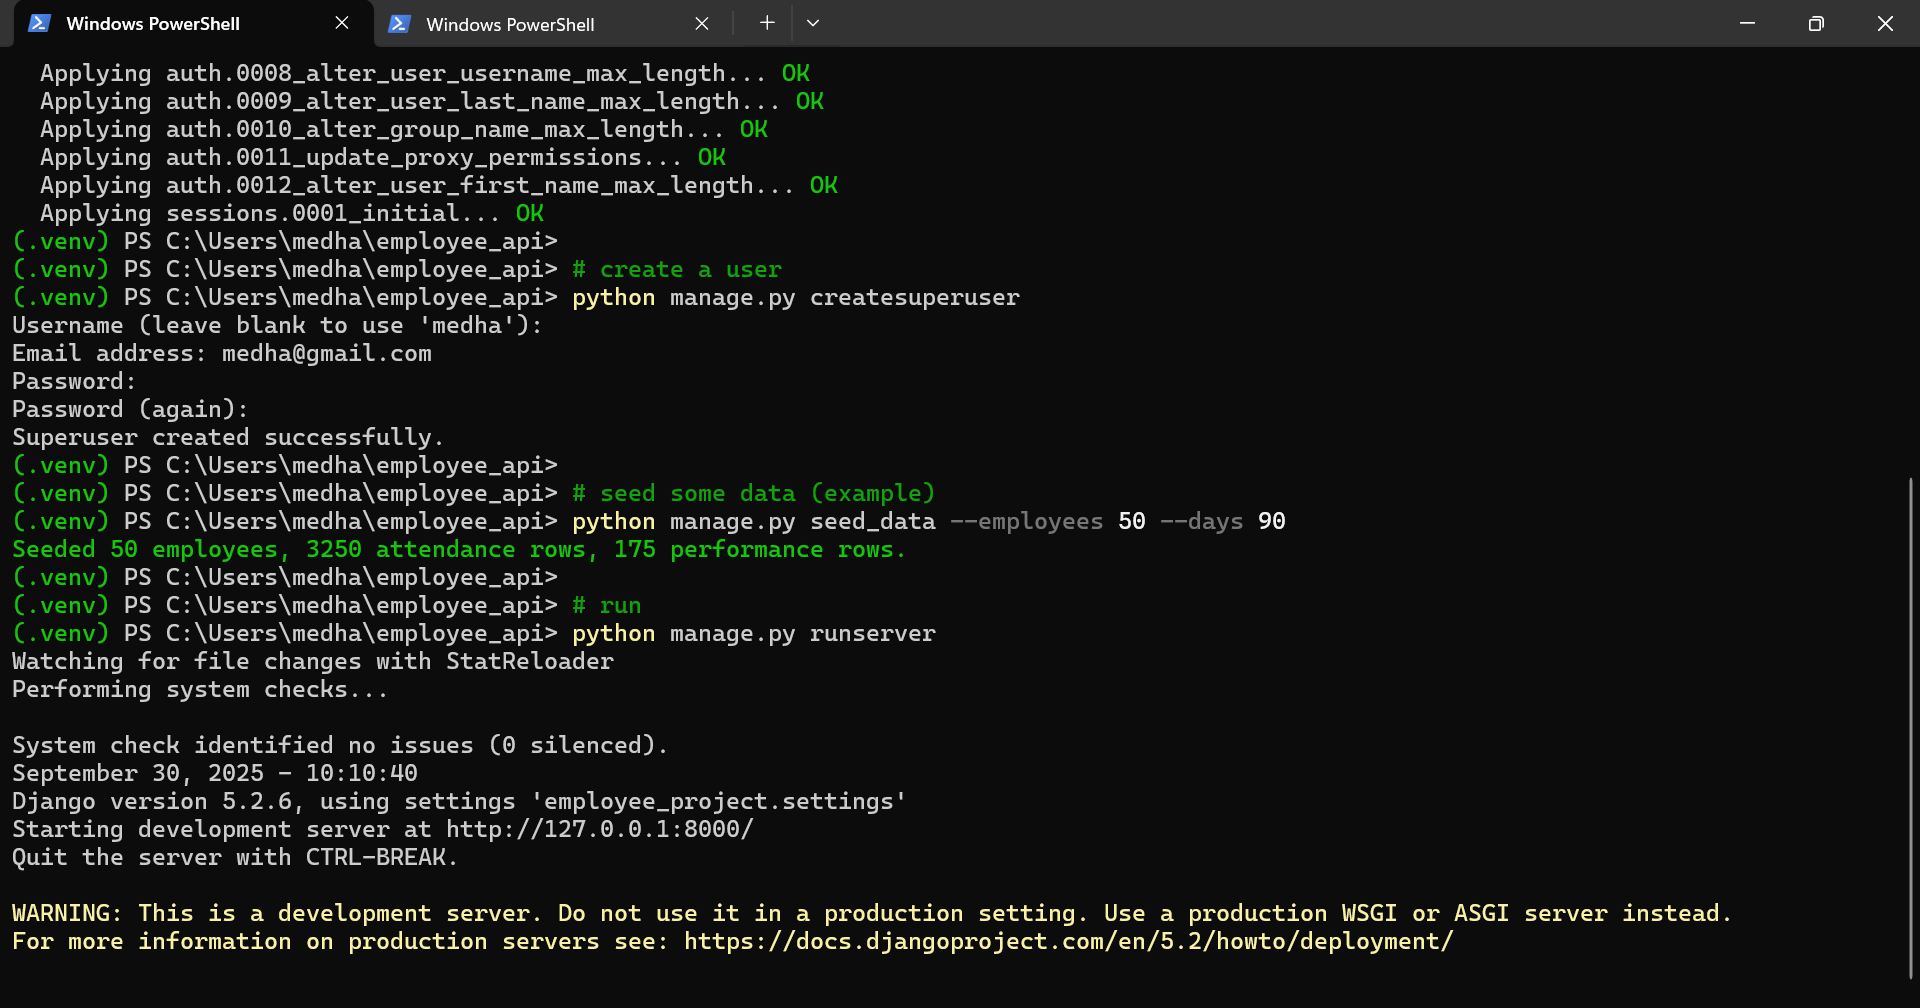 Windows PowerShell
Windows PowerShell
Applying auth.0008_alter_user_username_max_length... OK
Applying auth.0009_alter_user_last_name_max_length... OK
Applying auth.0010_alter_group_name_max_length... OK
Applying auth.0011_update_proxy_permissions... OK
Applying auth.0012_alter_user_first_name_max_length... OK
Applying sessions.0001_initial... OK
(.venv) PS C:\Users\medha\employee_api>
(.venv) PS C:\Users\medha\employee_api> # create a user
(.venv) PS C:\Users\medha\employee_api> python manage.py createsuperuser
Username (leave blank to use 'medha'):
Email address: medha@gmail.com
Password:
Password (again):
Superuser created successfully.
(.venv) PS C:\Users\medha\employee_api>
(.venv) PS C:\Users\medha\employee_api> # seed some data (example)
(.venv) PS C:\Users\medha\employee_api> python manage.py seed_data --employees 50 --days 90
Seeded 50 employees, 3250 attendance rows, 175 performance rows.
(.venv) PS C:\Users\medha\employee_api>
(.venv) PS C:\Users\medha\employee_api> # run
(.venv) PS C:\Users\medha\employee_api> python manage.py runserver
Watching for file changes with StatReloader
Performing system checks...
System check identified no issues (0 silenced).
September 30, 2025 - 10:10:40
Django version 5.2.6, using settings 'employee_project.settings'
Starting development server at http://127.0.0.1:8000/
Quit the server with CTRL-BREAK.
WARNING: This is a development server. Do not use it in a production setting. Use a production WSGI or ASGI server instead.
For more information on production servers see: https://docs.djangoproject.com/en/5.2/howto/deployment/